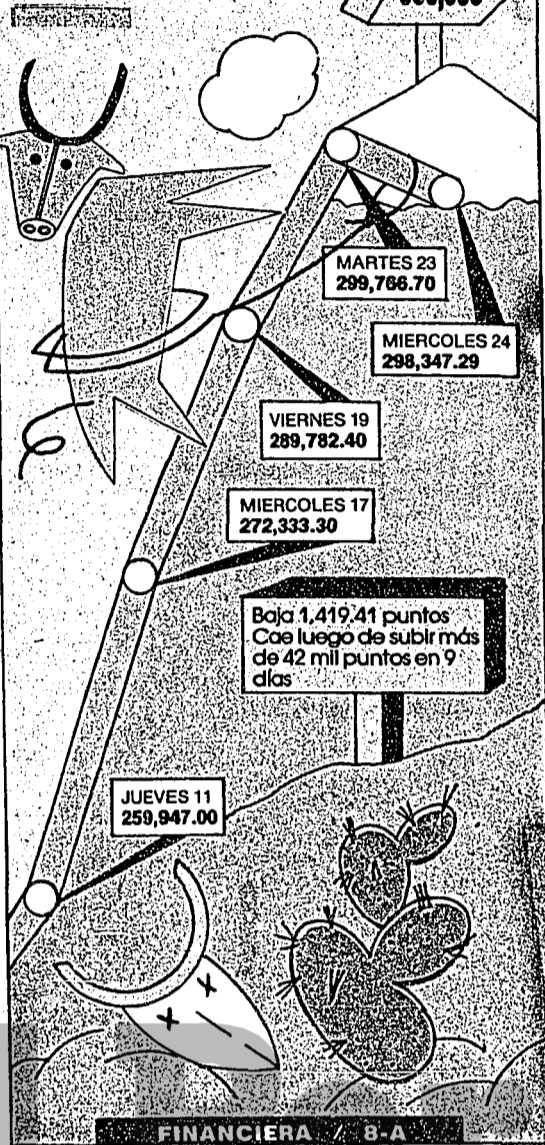 MARTES 23
299,766.70
MIERCOLES 24
298,347.29
VIERNES 19
289,782.40
MIERCOLES 17
272,333.30
Baja 1,419.41 puntos
Cae luego de subir más
de 42 mil puntos en 9
días
JUEVES 11
259,947.00
FINANCIERA / 8-A